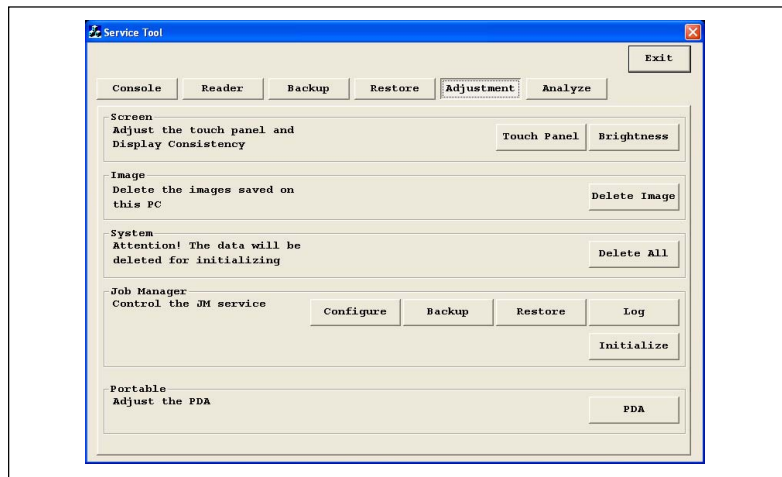 Service Tool
Exit
Console Reader Backup Restore Adjustment Analyze
Screen
Adjust the touch panel and
Display Consistency
Touch Panel Brightness
Image
Delete the images saved on
this PC
Delete Image
System
Attention! The data will be
deleted for initializing
Delete All
Job Manager
Control the JM service
Configure Backup Restore Log
Initialize
Portable
Adjust the PDA
PDA